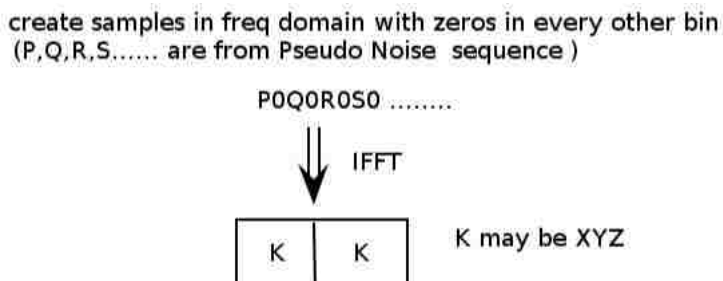 create samples in freq domain with zeros in every other bin
(P,Q,R,S...... are from Pseudo Noise sequence )
P0Q0R0S0 ........
IFFT
K K K may be XYZ